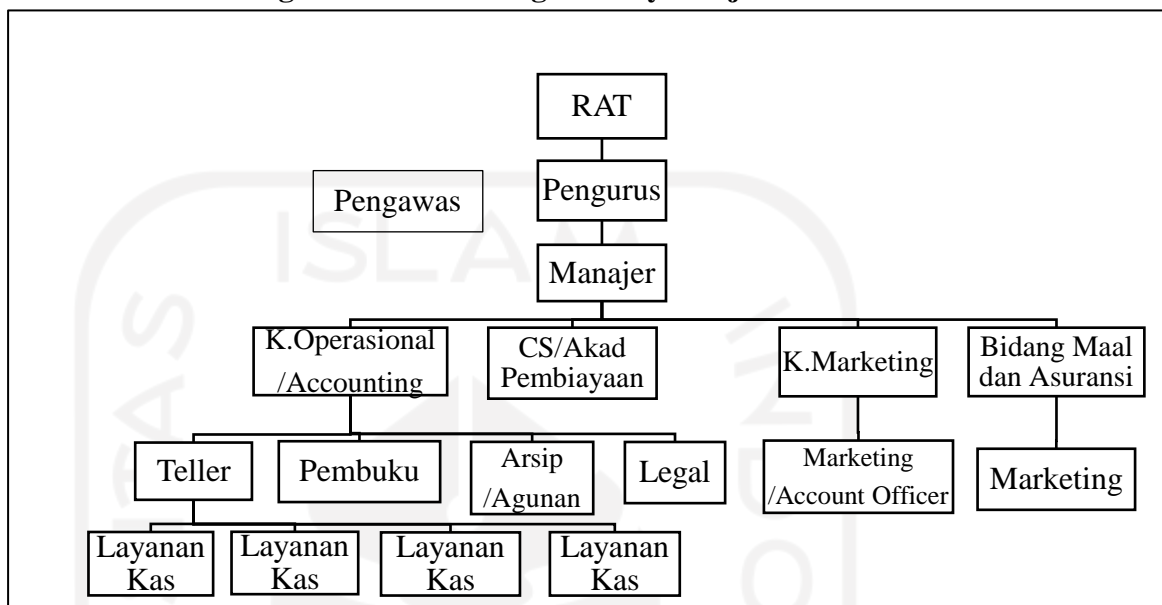 RAT
Pengurus
Pengawas
Manajer
K.Operasional
/Accounting
CS/Akad
Pembiayaan
K.Marketing
Bidang Maal
dan Asuransi
Teller
Pembuku
Arsip
/Agunan
Legal
Marketing
/Account Officer
Marketing
Layanan
Kas
Layanan
Kas
Layanan
Kas
Layanan
Kas
ISLAM